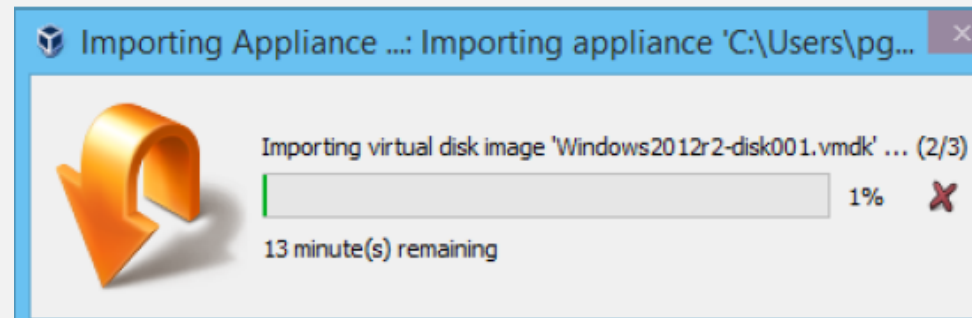 Importing Appliance ...: Importing appliance 'C:\Users\pg...
Importing virtual disk image 'Windows2012r2-disk001.vmdk' ... (2/3)
1%
13 minute(s) remaining